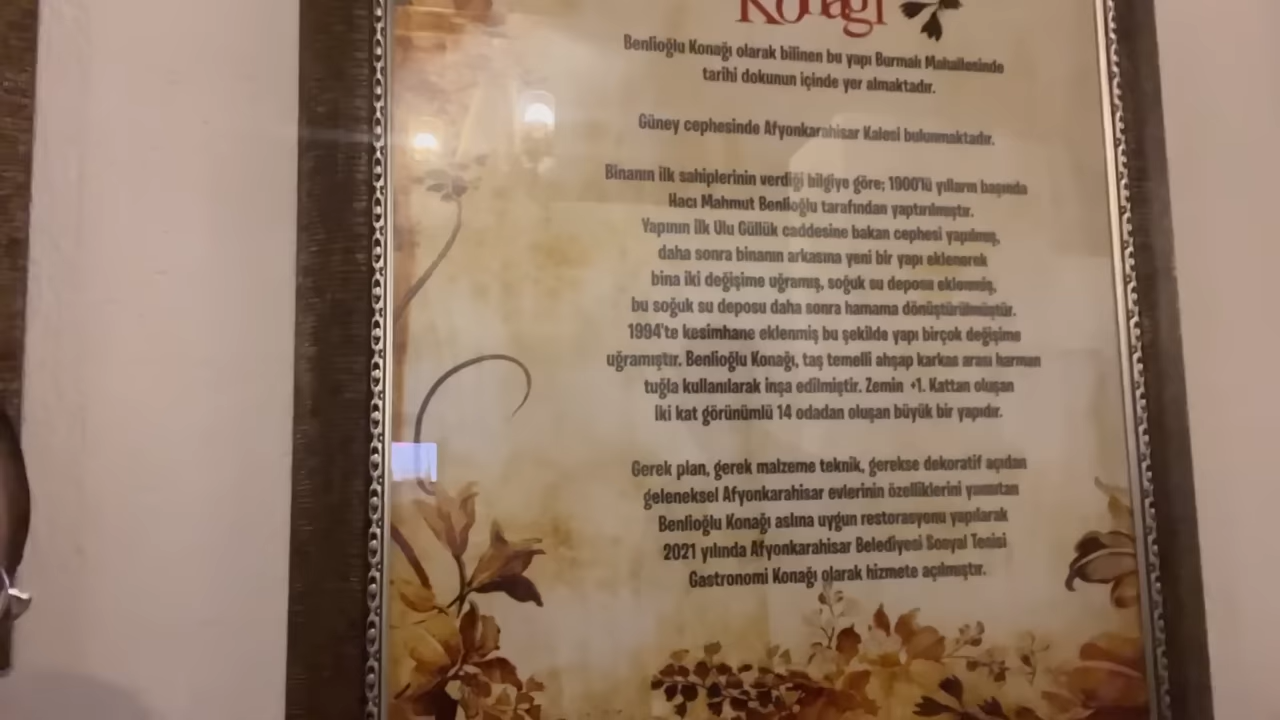 Konağı
Benlioğlu Konağı olarak bilinen bu yapı Burmalı Mahallesinde
tarihi dokunun içinde yer almaktadır.
Güney cephesinde Afyonkarahisar Kalesi bulunmaktadır.
Binanın ilk sahiplerinin verdiği bilgiye göre; 1900'lü yılların başında
Hacı Mahmut Benlioğlu tarafından yaptırılmıştır.
Yapının ilk Ulu Güllük caddesine bakan cephesi yapılmış,
daha sonra binanın arkasına yeni bir yapı eklenerek
bina iki değişime uğramış, soğuk su deposu eklenmiş,
bu soğuk su deposu daha sonra hamama dönüştürülmüştür.
1994'te kesimhane eklenmiş bu şekilde yapı birçok değişime
uğramıştır. Benlioğlu Konağı, taş temelli ahşap karkas arası harman
tuğla kullanılarak inşa edilmiştir. Zemin +1. Kattan oluşan
İki kat görünümlü 14 odadan oluşan büyük bir yapıdır.
Gerek plan, gerek malzeme teknik, gerekse dekoratif açıdan
geleneksel Afyonkarahisar evlerinin özelliklerini yansıtan
Benlioğlu Konağı aslına uygun restorasyonu yapılarak
2021 yılında Afyonkarahisar Belediyesi Sosyal Tesisi
Gastronomi Konağı olarak hizmete açılmıştır.